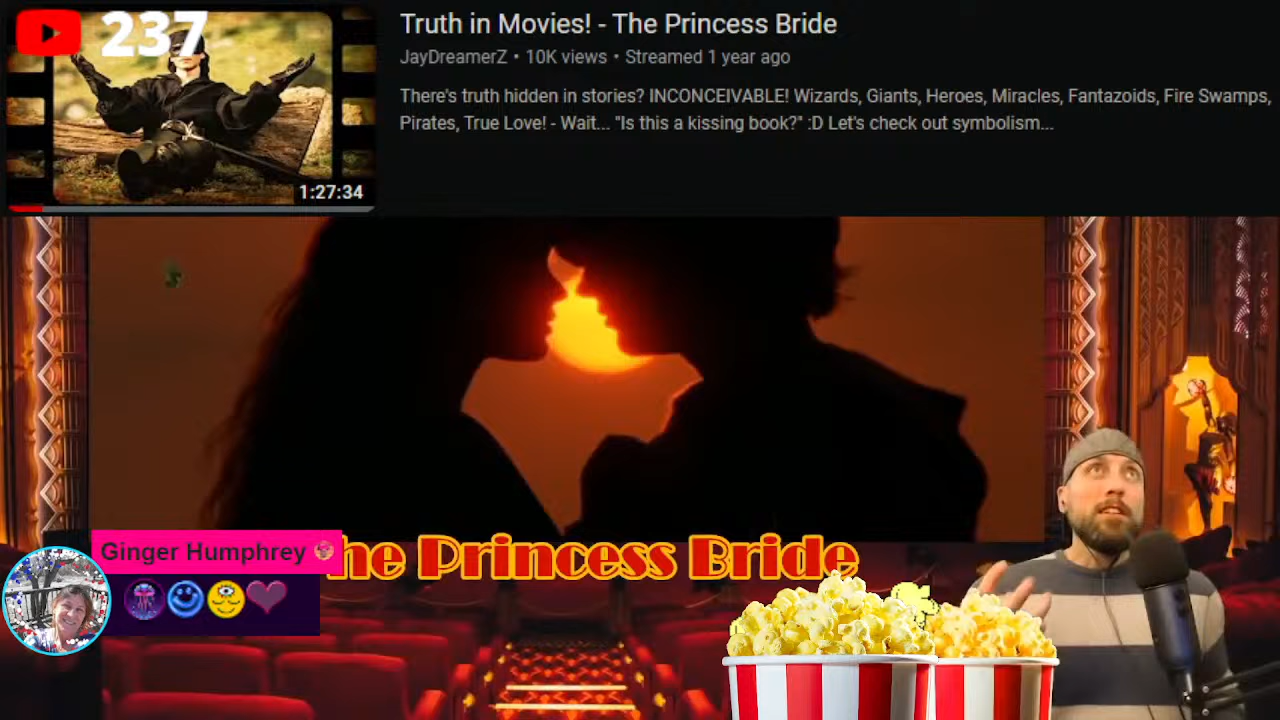 237
Truth in Movies! - The Princess Bride
JayDreamerZ • 10K views • Streamed 1 year ago
There's truth hidden in stories? INCONCEIVABLE! Wizards, Giants, Heroes, Miracles, Fantazoids, Fire Swamps,
Pirates, True Love! - Wait... "Is this a kissing book?" :D Let's check out symbolism...
1:27:34
Ginger Humphrey
he Princess Bride